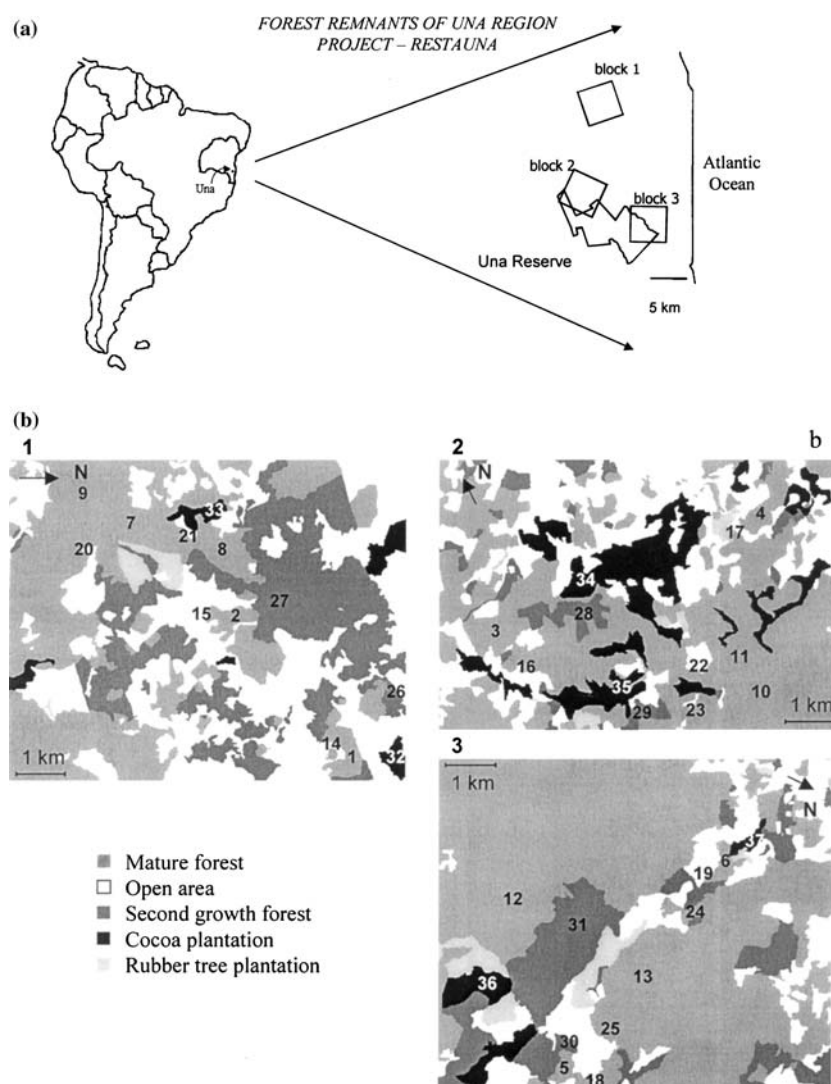 (a)
FOREST REMNANTS OF UNA REGION
PROJECT – RESTAUNA
block 1
Atlantic
Ocean
block 2
block 3
Una
Una Reserve
5 km
(b)
1
N
9
7
33
21
20
8
27
15
2
26
14
1
32
1 km
2
b
N
4
17
34
28
3
11
16
22
35
10
29
23
1 km
3
1 km
N
37
6
19
12
24
31
13
36
25
30
5
18
Mature forest
Open area
Second growth forest
Cocoa plantation
Rubber tree plantation